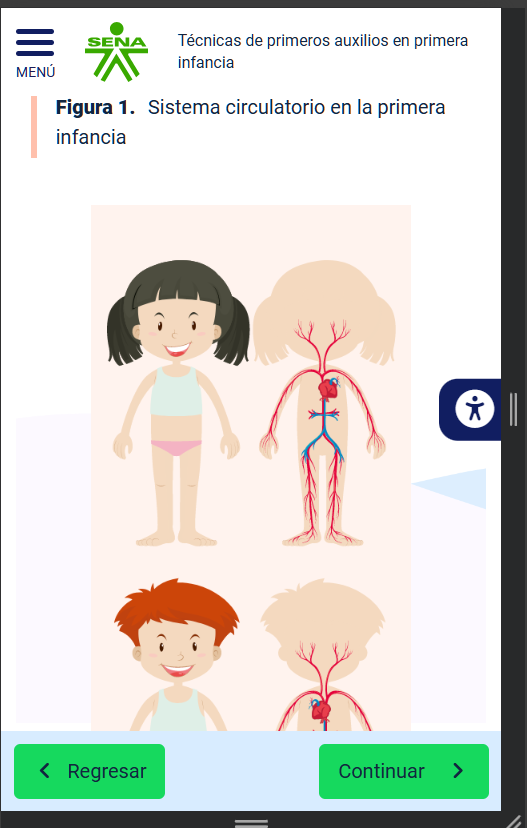 MENÚ
SENA
Técnicas de primeros auxilios en primera
infancia
Figura 1. Sistema circulatorio en la primera
infancia
Regresar
Continuar